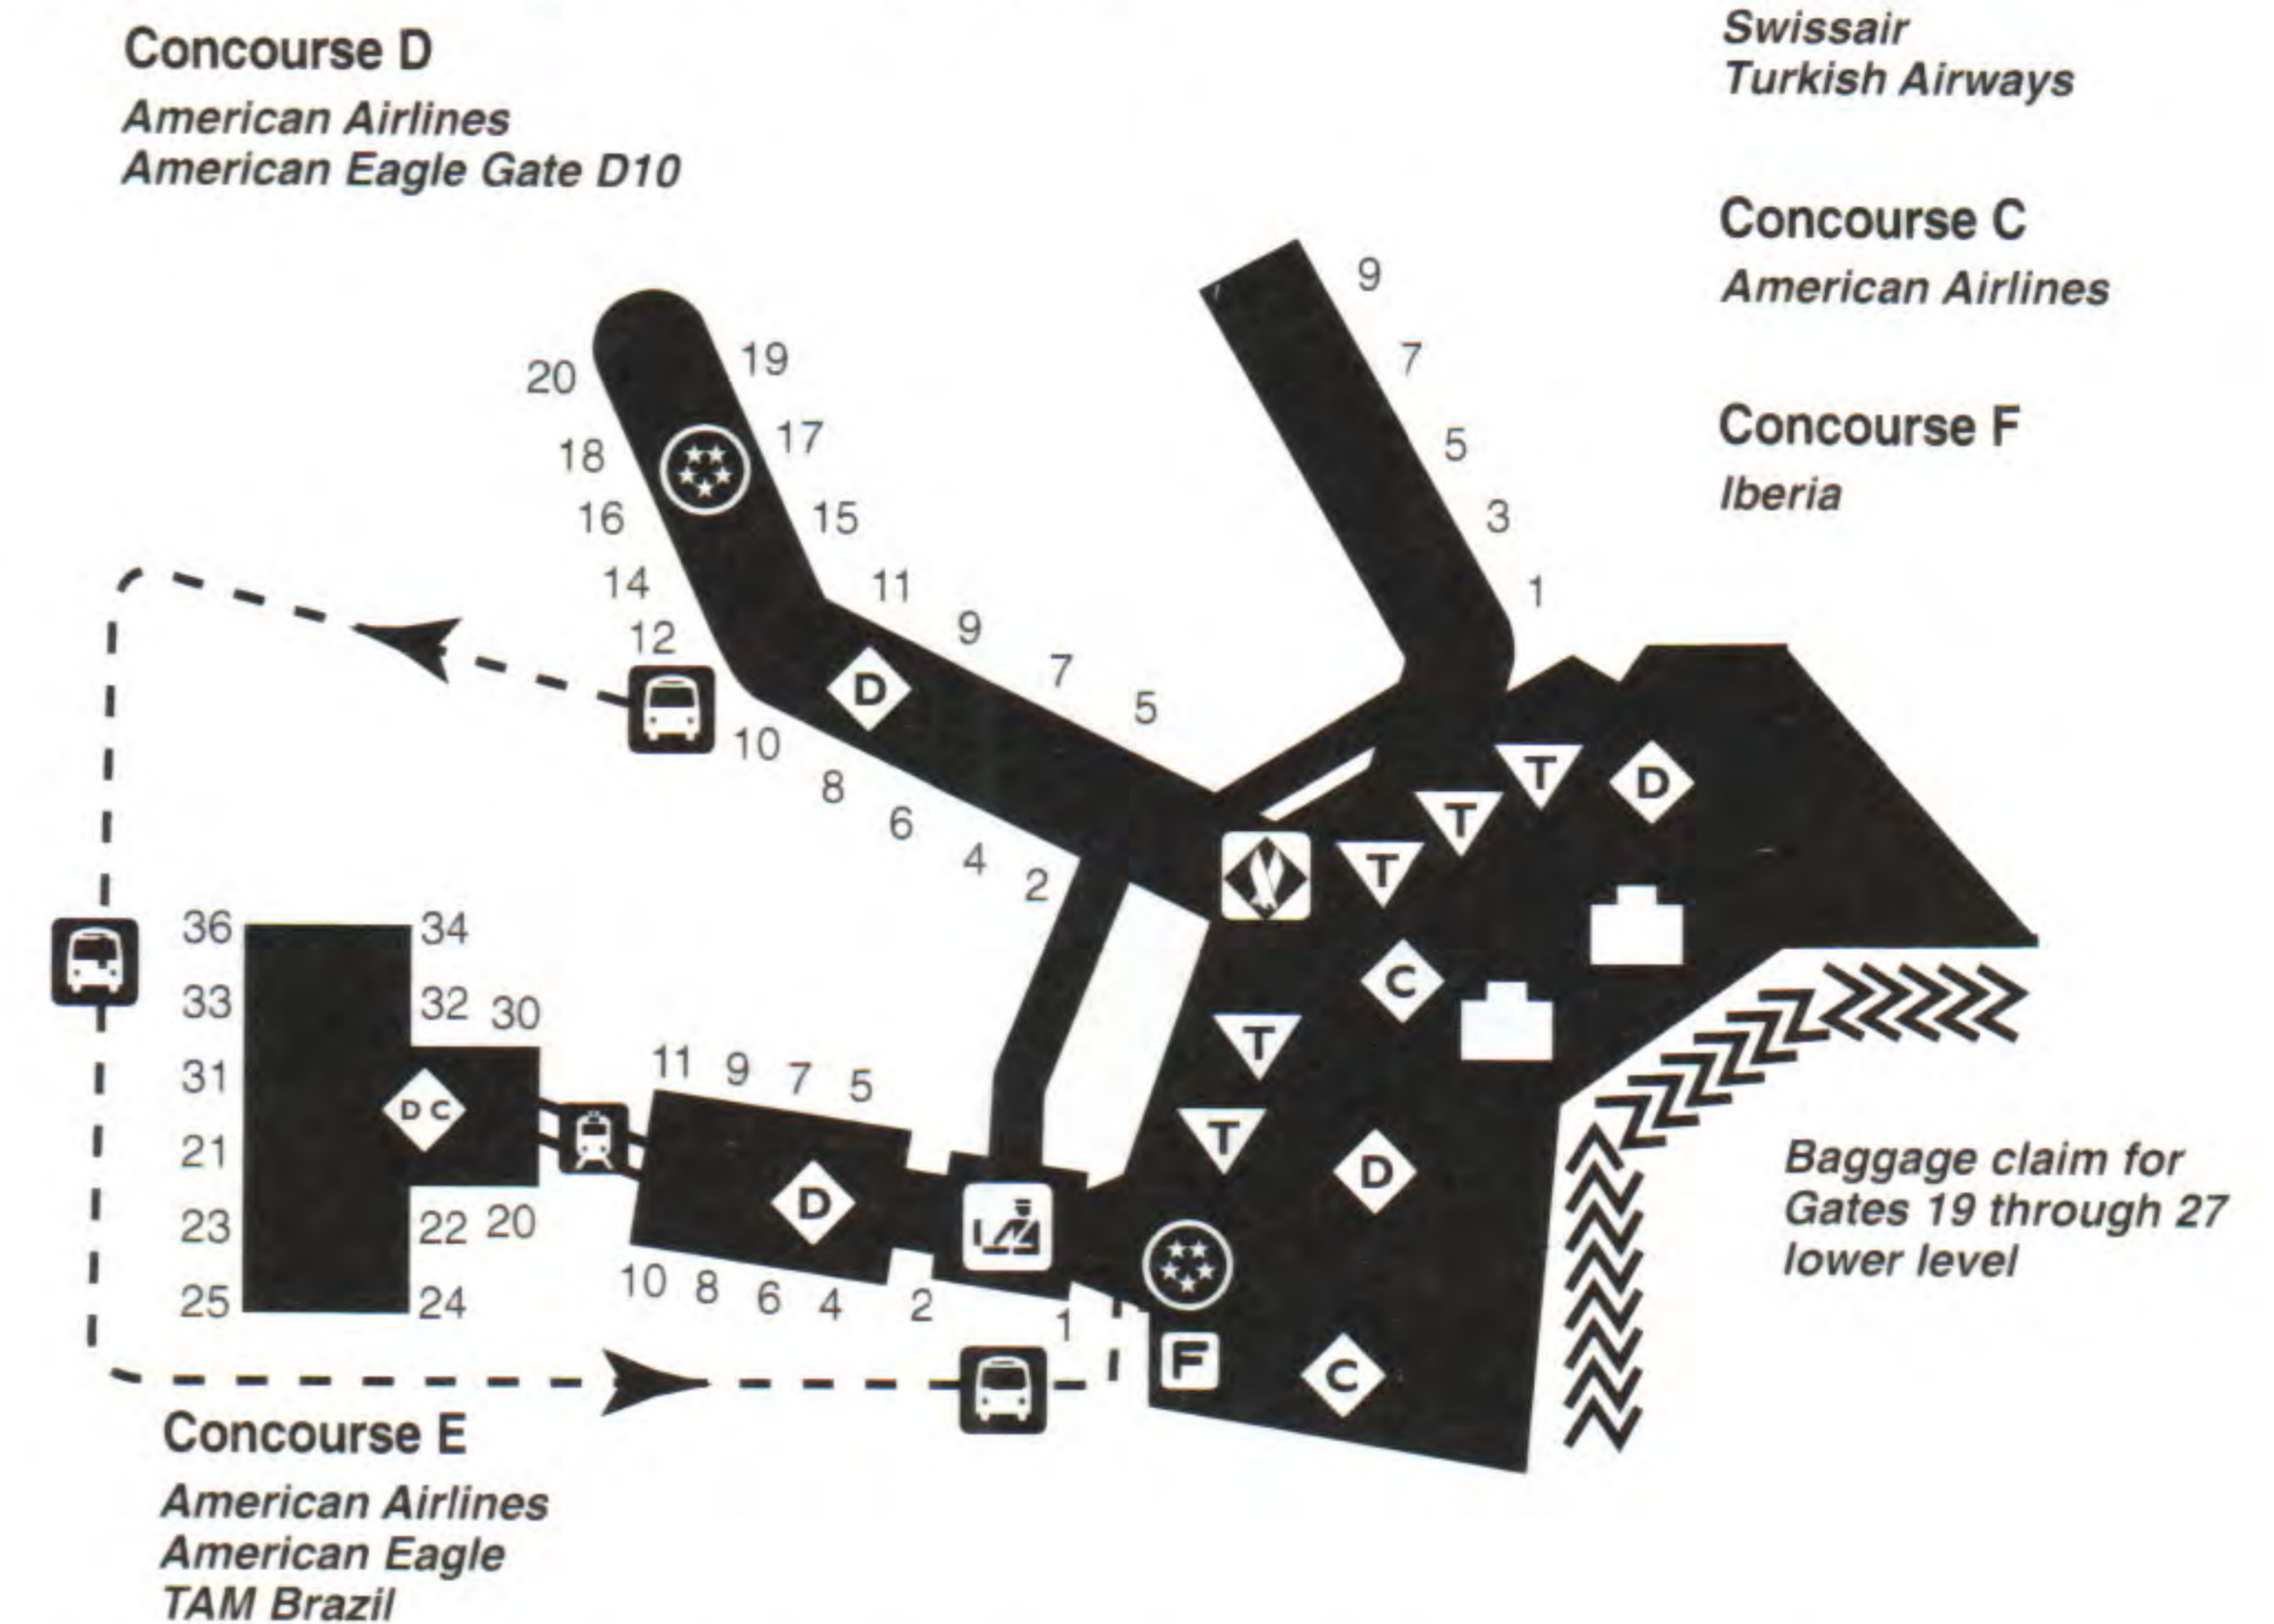 Concourse D
American Airlines
American Eagle Gate D10
Swissair
Turkish Airways
Concourse C
American Airlines
Concourse F
Iberia
20
19
18
17
16
15
14
12
11
9
7
5
10
8
6
4
2
9
7
5
3
1
D
T
T
T
D
C
T
T
D
C
F
36
34
33
32
30
31
21
23
22
20
25
24
D C
11
9
7
5
D
10
8
6
4
2
1
Baggage claim for
Gates 19 through 27
lower level
Concourse E
American Airlines
American Eagle
TAM Brazil